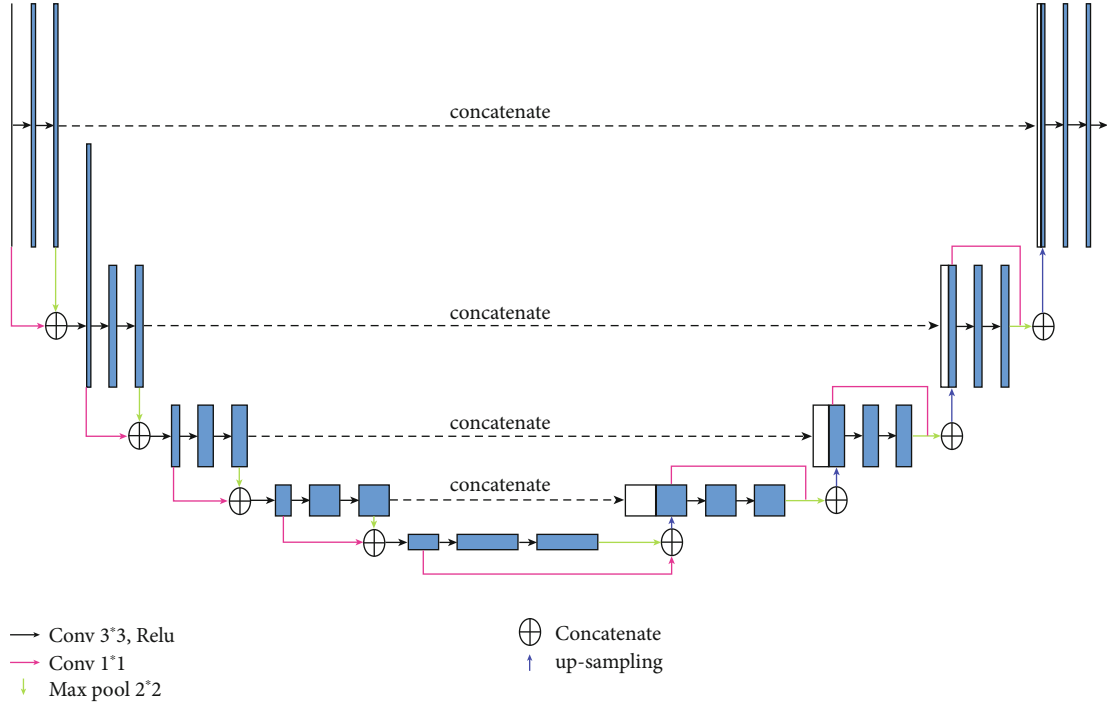 concatenate
concatenate
concatenate
concatenate
Conv 3*3, Relu
Conv 1*1
Max pool 2*2
Concatenate
up-sampling